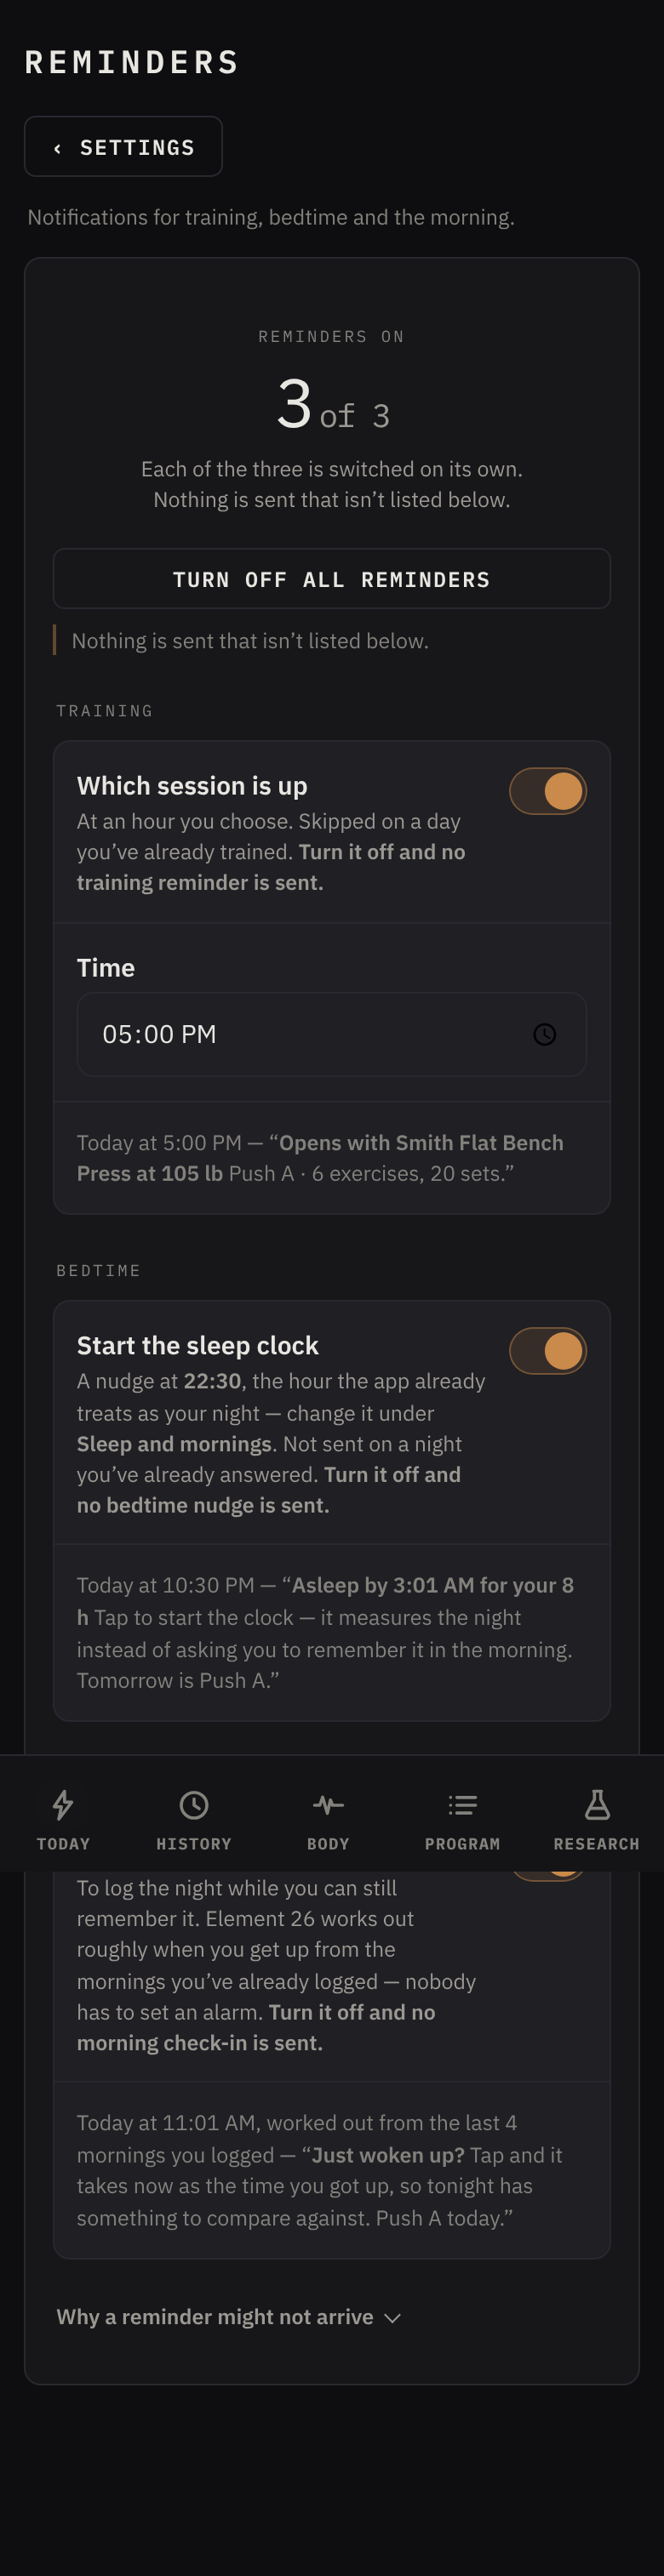 REMINDERS
‹ SETTINGS
Notifications for training, bedtime and the morning.
REMINDERS ON
3 of 3
Each of the three is switched on its own.
Nothing is sent that isn’t listed below.
TURN OFF ALL REMINDERS
Nothing is sent that isn’t listed below.
TRAINING
Which session is up
At an hour you choose. Skipped on a day
you’ve already trained. Turn it off and no
training reminder is sent.
Time
05:00 PM
Today at 5:00 PM — “Opens with Smith Flat Bench
Press at 105 lb Push A · 6 exercises, 20 sets.”
BEDTIME
Start the sleep clock
A nudge at 22:30, the hour the app already
treats as your night — change it under
Sleep and mornings. Not sent on a night
you’ve already answered. Turn it off and
no bedtime nudge is sent.
Today at 10:30 PM — “Asleep by 3:01 AM for your 8
h Tap to start the clock — it measures the night
instead of asking you to remember it in the morning.
Tomorrow is Push A.”
TODAY
HISTORY
BODY
PROGRAM
RESEARCH
To log the night while you can still
remember it. Element 26 works out
roughly when you get up from the
mornings you’ve already logged — nobody
has to set an alarm. Turn it off and no
morning check-in is sent.
Today at 11:01 AM, worked out from the last 4
mornings you logged — “Just woken up? Tap and it
takes now as the time you got up, so tonight has
something to compare against. Push A today.”
Why a reminder might not arrive